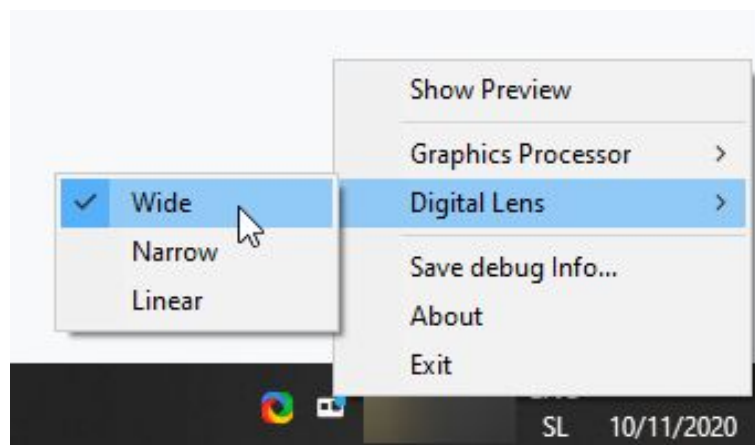 Show Preview
Graphics Processor
Digital Lens
Wide
Narrow
Linear
Save debug Info...
About
Exit
SL 10/11/2020